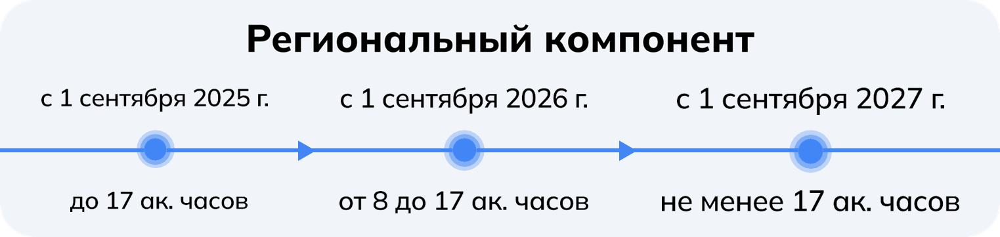 Региональный компонент
с 1 сентября 2025 г.
с 1 сентября 2026 г.
с 1 сентября 2027 г.
до 17 ак. часов
от 8 до 17 ак. часов
не менее 17 ак. часов